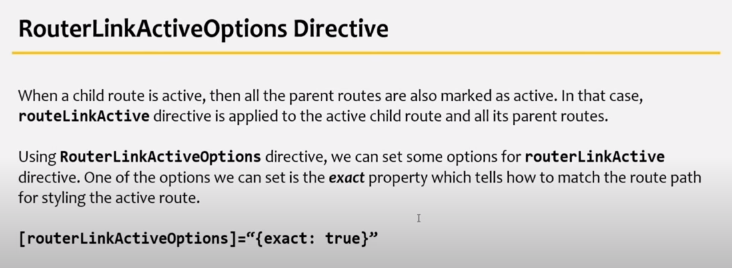 RouterLinkActiveOptions Directive
When a child route is active, then all the parent routes are also marked as active. In that case,
routeLinkActive directive is applied to the active child route and all its parent routes.
Using RouterLinkActiveOptions directive, we can set some options for routerLinkActive
directive. One of the options we can set is the exact property which tells how to match the route path
for styling the active route.
[routerLinkActiveOptions]=“{exact: true}”